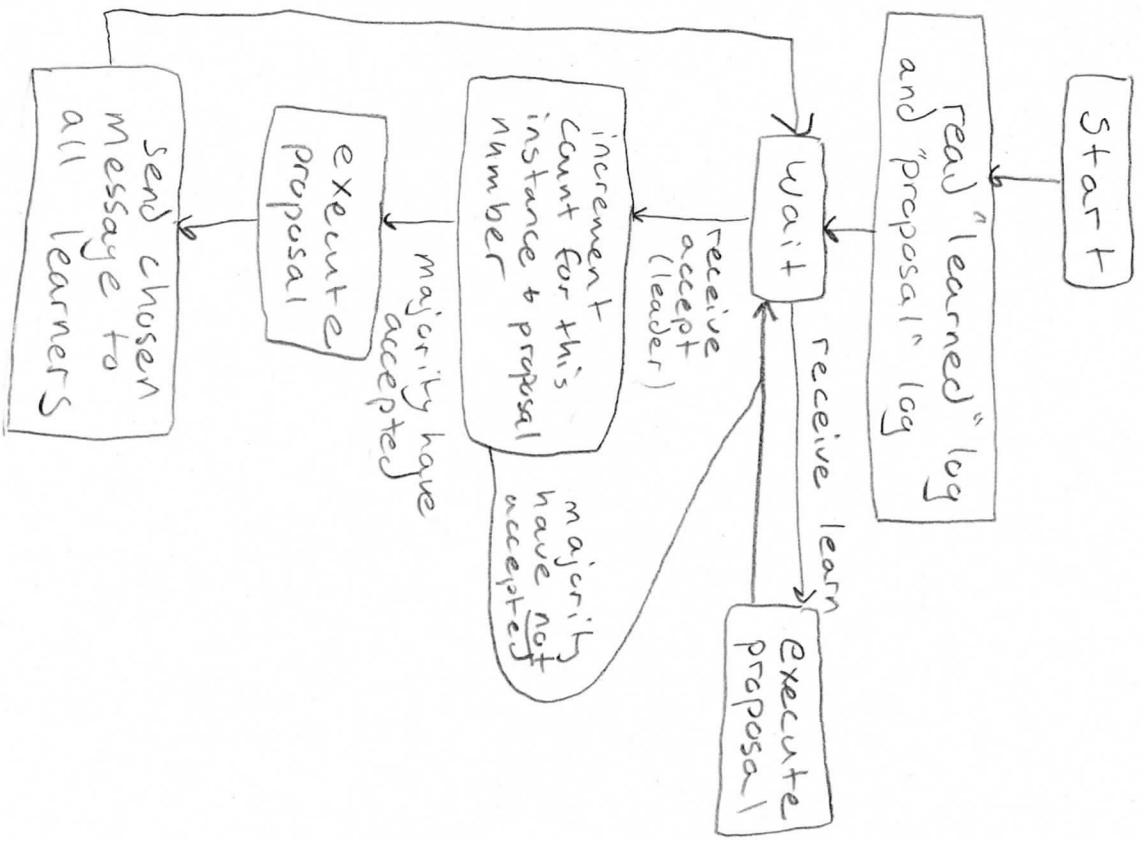 Start
read "learned" log
and "proposal" log
Wait
receive learn
execute
proposal
receive
accept
(leader)
increment
count for this
instance & proposal
number
majority
have not
accepted
majority have
accepted
execute
proposal
send chosen
message to
all learners